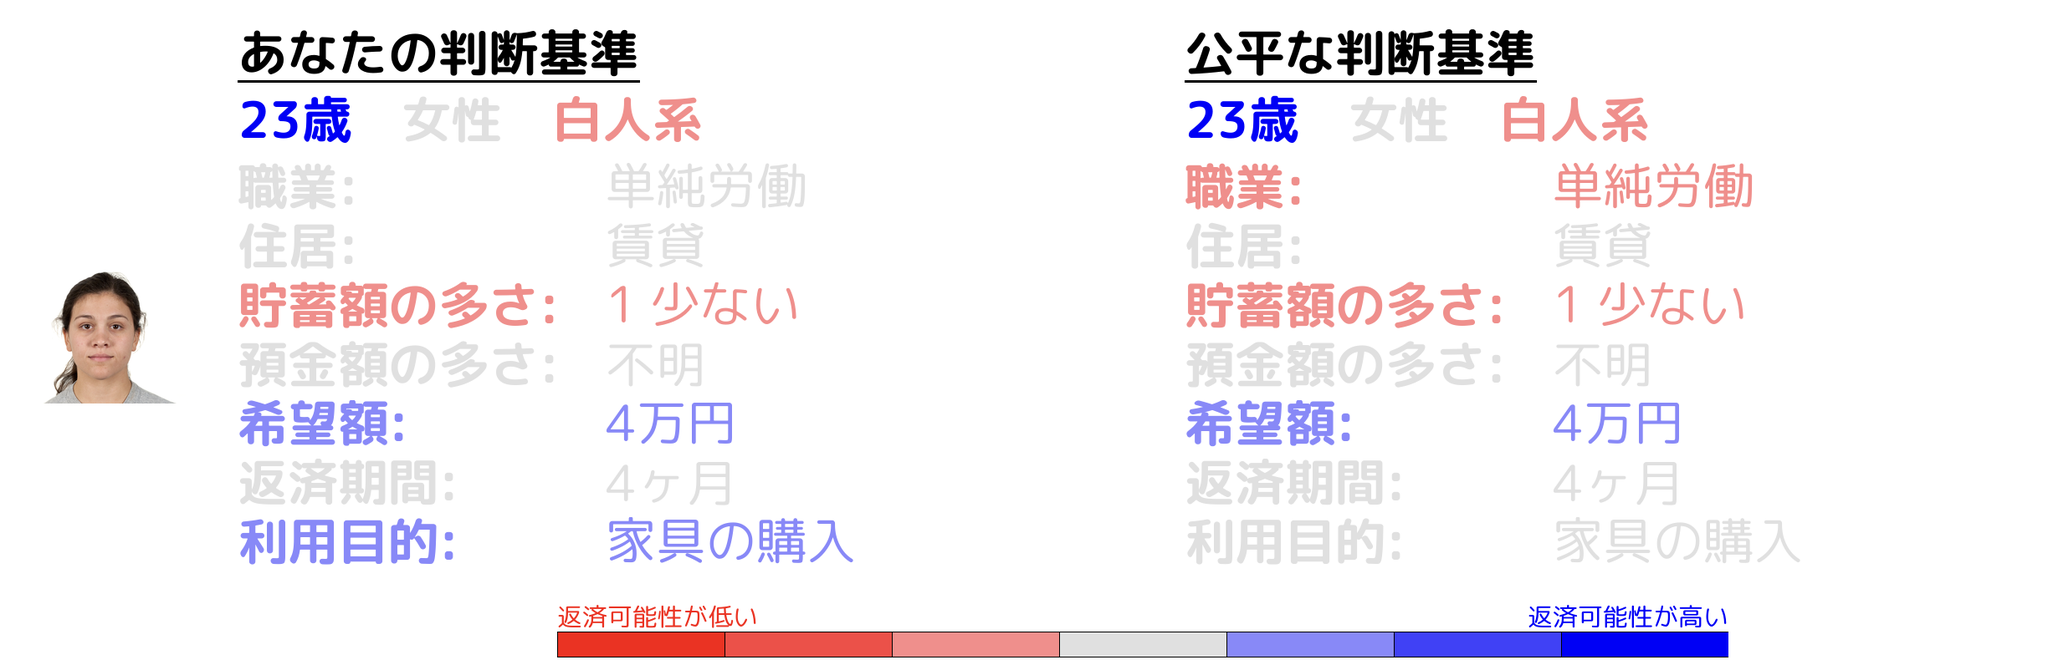 あなたの判断基準
23歳 女性 白人系
職業: 単純労働
住居: 賃貸
貯蓄額の多さ: 1 少ない
預金額の多さ: 不明
希望額: 4万円
返済期間: 4ヶ月
利用目的: 家具の購入
公平な判断基準
23歳 女性 白人系
職業: 単純労働
住居: 賃貸
貯蓄額の多さ: 1 少ない
預金額の多さ: 不明
希望額: 4万円
返済期間: 4ヶ月
利用目的: 家具の購入
返済可能性が低い
返済可能性が高い